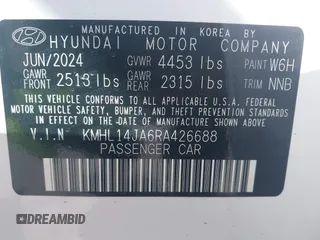 MANUFACTURED IN KOREA BY
HYUNDAI MOTOR COMPANY
JUN/2024 GVWR 4453 lbs PAINT W6H
GAWR FRONT 2513 lbs GAWR REAR 2315 lbs TRIM NNB
THIS VEHICLE CONFORMS TO ALL APPLICABLE U.S. FEDERAL MOTOR VEHICLE SAFETY, BUMPER, AND THEFT PREVENTION STANDARDS IN EFFECT ON THE DATE OF MANUFACTURE SHOWN ABOVE.
V.I.N KMHL14JA6RA426688
PASSENGER CAR
DREAMBID.COM